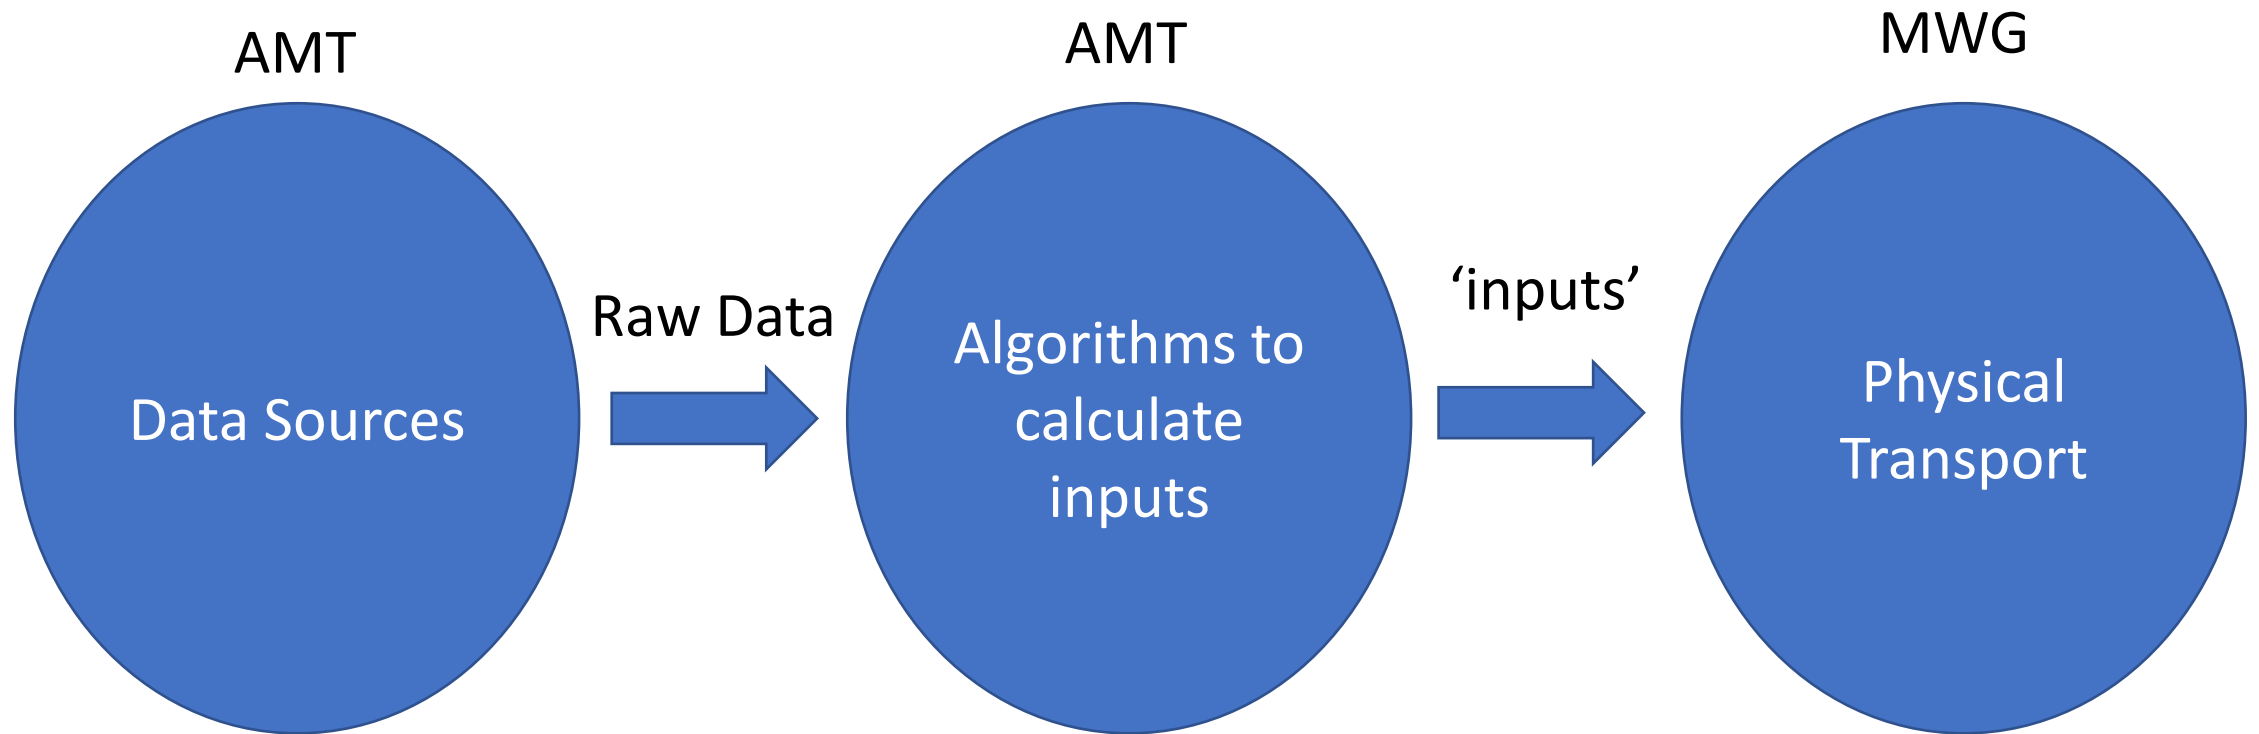 AMT
AMT
MWG
Data Sources
Raw Data
Algorithms to
calculate
inputs
‘inputs’
Physical
Transport